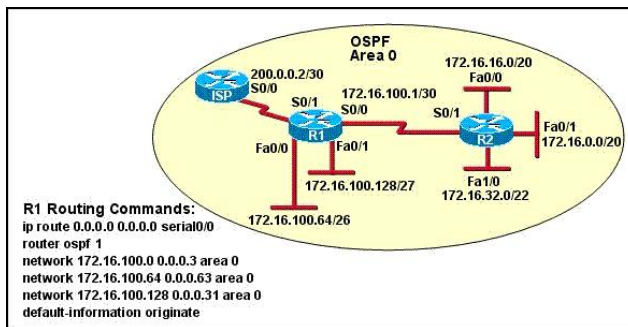 OSPF
Area 0
200.0.0.2/30
S0/0
ISP
S0/1
172.16.100.1/30
S0/0
R1
Fa0/0
Fa0/1
172.16.16.0/20
Fa0/0
S0/1
R2
Fa0/1
172.16.0.0/20
Fa1/0
172.16.32.0/22
172.16.100.128/27
172.16.100.64/26
R1 Routing Commands:
ip route 0.0.0.0 0.0.0.0 serial0/0
router ospf 1
network 172.16.100.0 0.0.0.3 area 0
network 172.16.100.64 0.0.0.63 area 0
network 172.16.100.128 0.0.0.31 area 0
default-information originate